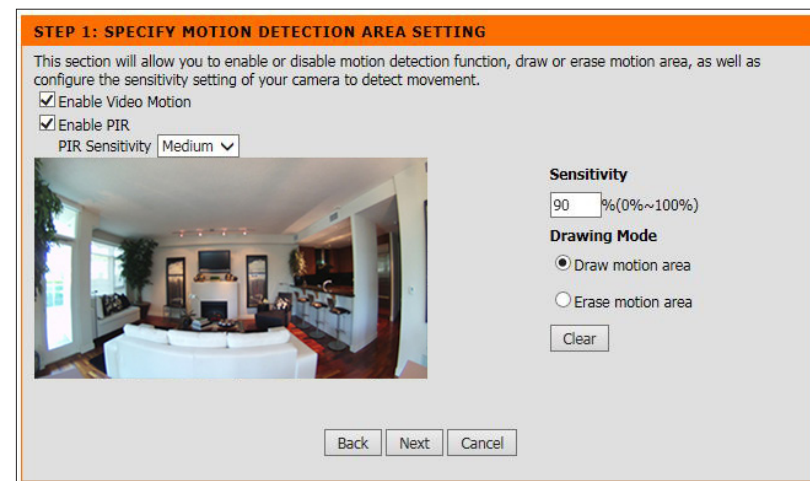 STEP 1: SPECIFY MOTION DETECTION AREA SETTING
This section will allow you to enable or disable motion detection function, draw or erase motion area, as well as
configure the sensitivity setting of your camera to detect movement.
Enable Video Motion
Enable PIR
PIR Sensitivity Medium
Sensitivity
90 %(0%~100%)
Drawing Mode
Draw motion area
Erase motion area
Clear
Back Next Cancel